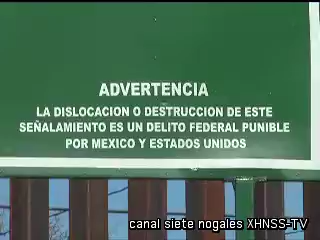 ADVERTENCIA
LA DISLOCACION O DESTRUCCION DE ESTE
SEÑALAMIENTO ES UN DELITO FEDERAL PUNIBLE
POR MEXICO Y ESTADOS UNIDOS
canal siete nogales XHNSS-TV